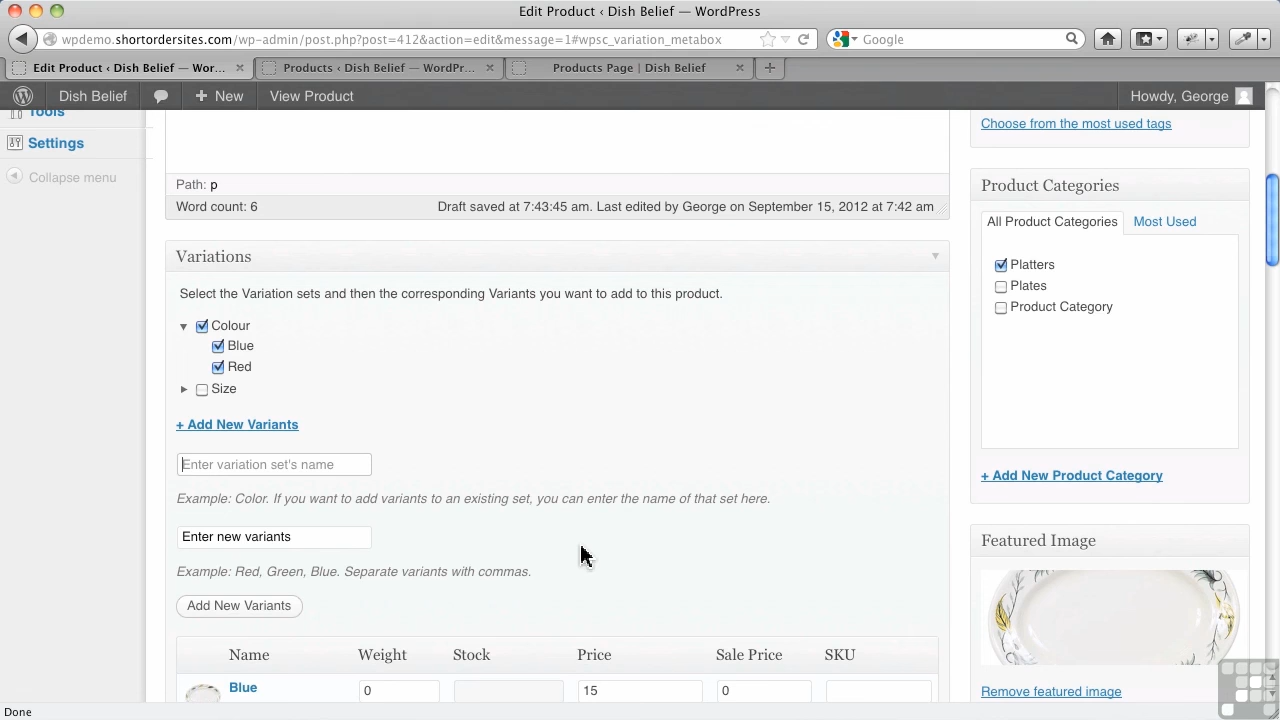 Edit Product ‹ Dish Belief — WordPress
wpdemo.shortordersites.com/wp-admin/post.php?post=412&action=edit&message=1#wpsc_variation_metabox
Google
Edit Product ‹ Dish Belief — Wor...
Products ‹ Dish Belief — WordPr...
Products Page | Dish Belief
Dish Belief
New
View Product
Howdy, George
Tools
Settings
Collapse menu
Path: p
Word count: 6
Draft saved at 7:43:45 am. Last edited by George on September 15, 2012 at 7:42 am
Variations
Select the Variation sets and then the corresponding Variants you want to add to this product.
Colour
Blue
Red
Size
+ Add New Variants
Enter variation set's name
Example: Color. If you want to add variants to an existing set, you can enter the name of that set here.
Enter new variants
Example: Red, Green, Blue. Separate variants with commas.
Add New Variants
Name Weight Stock Price Sale Price SKU
Blue 0 15 0
Choose from the most used tags
Product Categories
All Product Categories
Most Used
Platters
Plates
Product Category
+ Add New Product Category
Featured Image
Remove featured image
Done